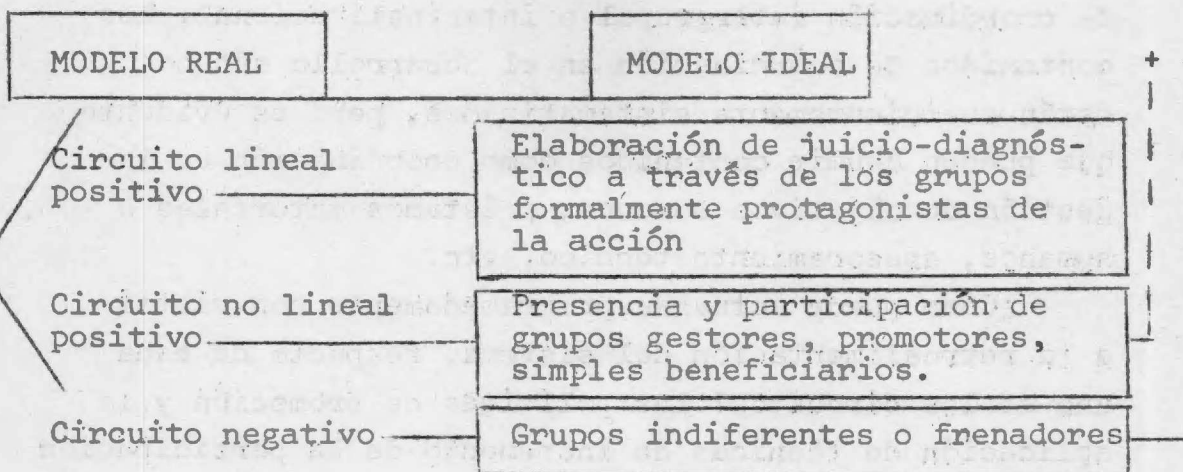 MODELO REAL
MODELO IDEAL
+
Circuito lineal
positivo
Elaboración de juicio-diagnós-
tico a través de los grupos
formalmente protagonistas de
la acción
Circuito no lineal
positivo
Presencia y participación de
grupos gestores, promotores,
simples beneficiarios.
Circuito negativo
Grupos indiferentes o frenadores